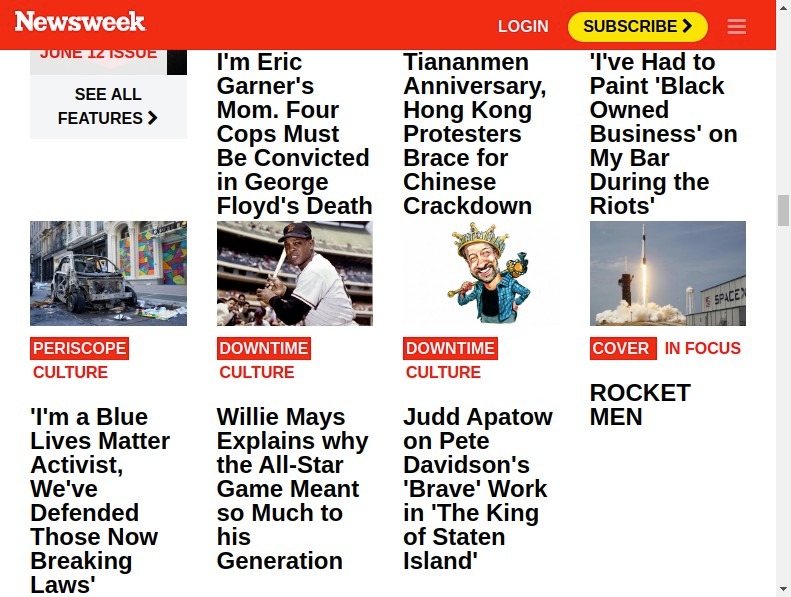 Newsweek
LOGIN
SUBSCRIBE
JUNE 12 ISSUE
SEE ALL
FEATURES
I'm Eric
Garner's
Mom. Four
Cops Must
Be Convicted
in George
Floyd's Death
Tiananmen
Anniversary,
Hong Kong
Protesters
Brace for
Chinese
Crackdown
'I've Had to
Paint 'Black
Owned
Business' on
My Bar
During the
Riots'
PERISCOPE
CULTURE
'I'm a Blue
Lives Matter
Activist,
We've
Defended
Those Now
Breaking
Laws'
DOWNTIME
CULTURE
Willie Mays
Explains why
the All-Star
Game Meant
so Much to
his
Generation
DOWNTIME
CULTURE
Judd Apatow
on Pete
Davidson's
'Brave' Work
in 'The King
of Staten
Island'
SPACEX
COVER IN FOCUS
ROCKET
MEN